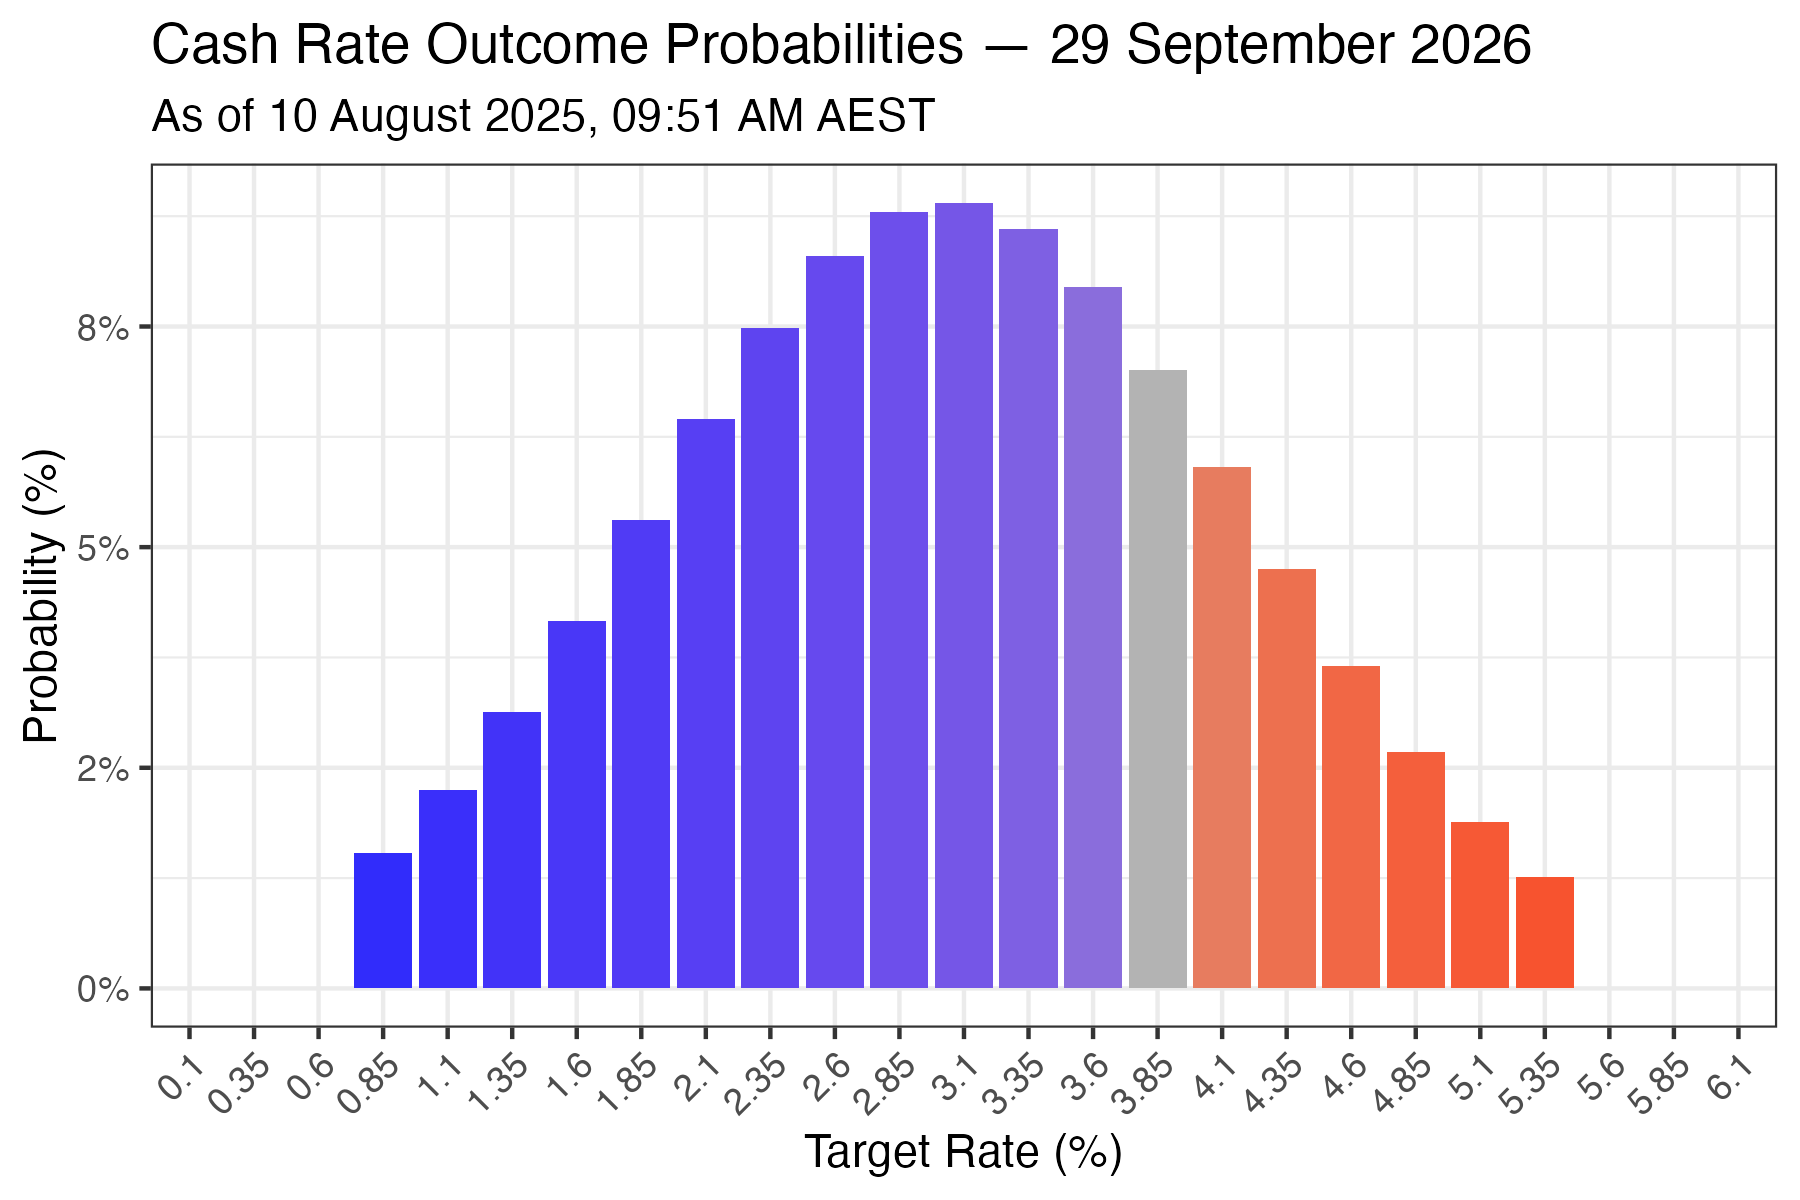 Cash Rate Outcome Probabilities — 29 September 2026
As of 10 August 2025, 09:51 AM AEST
Probability (%)
8%
5%
2%
0%
0.1 0.35 0.6 0.85 1.1 1.35 1.6 1.85 2.1 2.35 2.6 2.85 3.1 3.35 3.6 3.85 4.1 4.35 4.6 4.85 5.1 5.35 5.6 5.85 6.1
Target Rate (%)